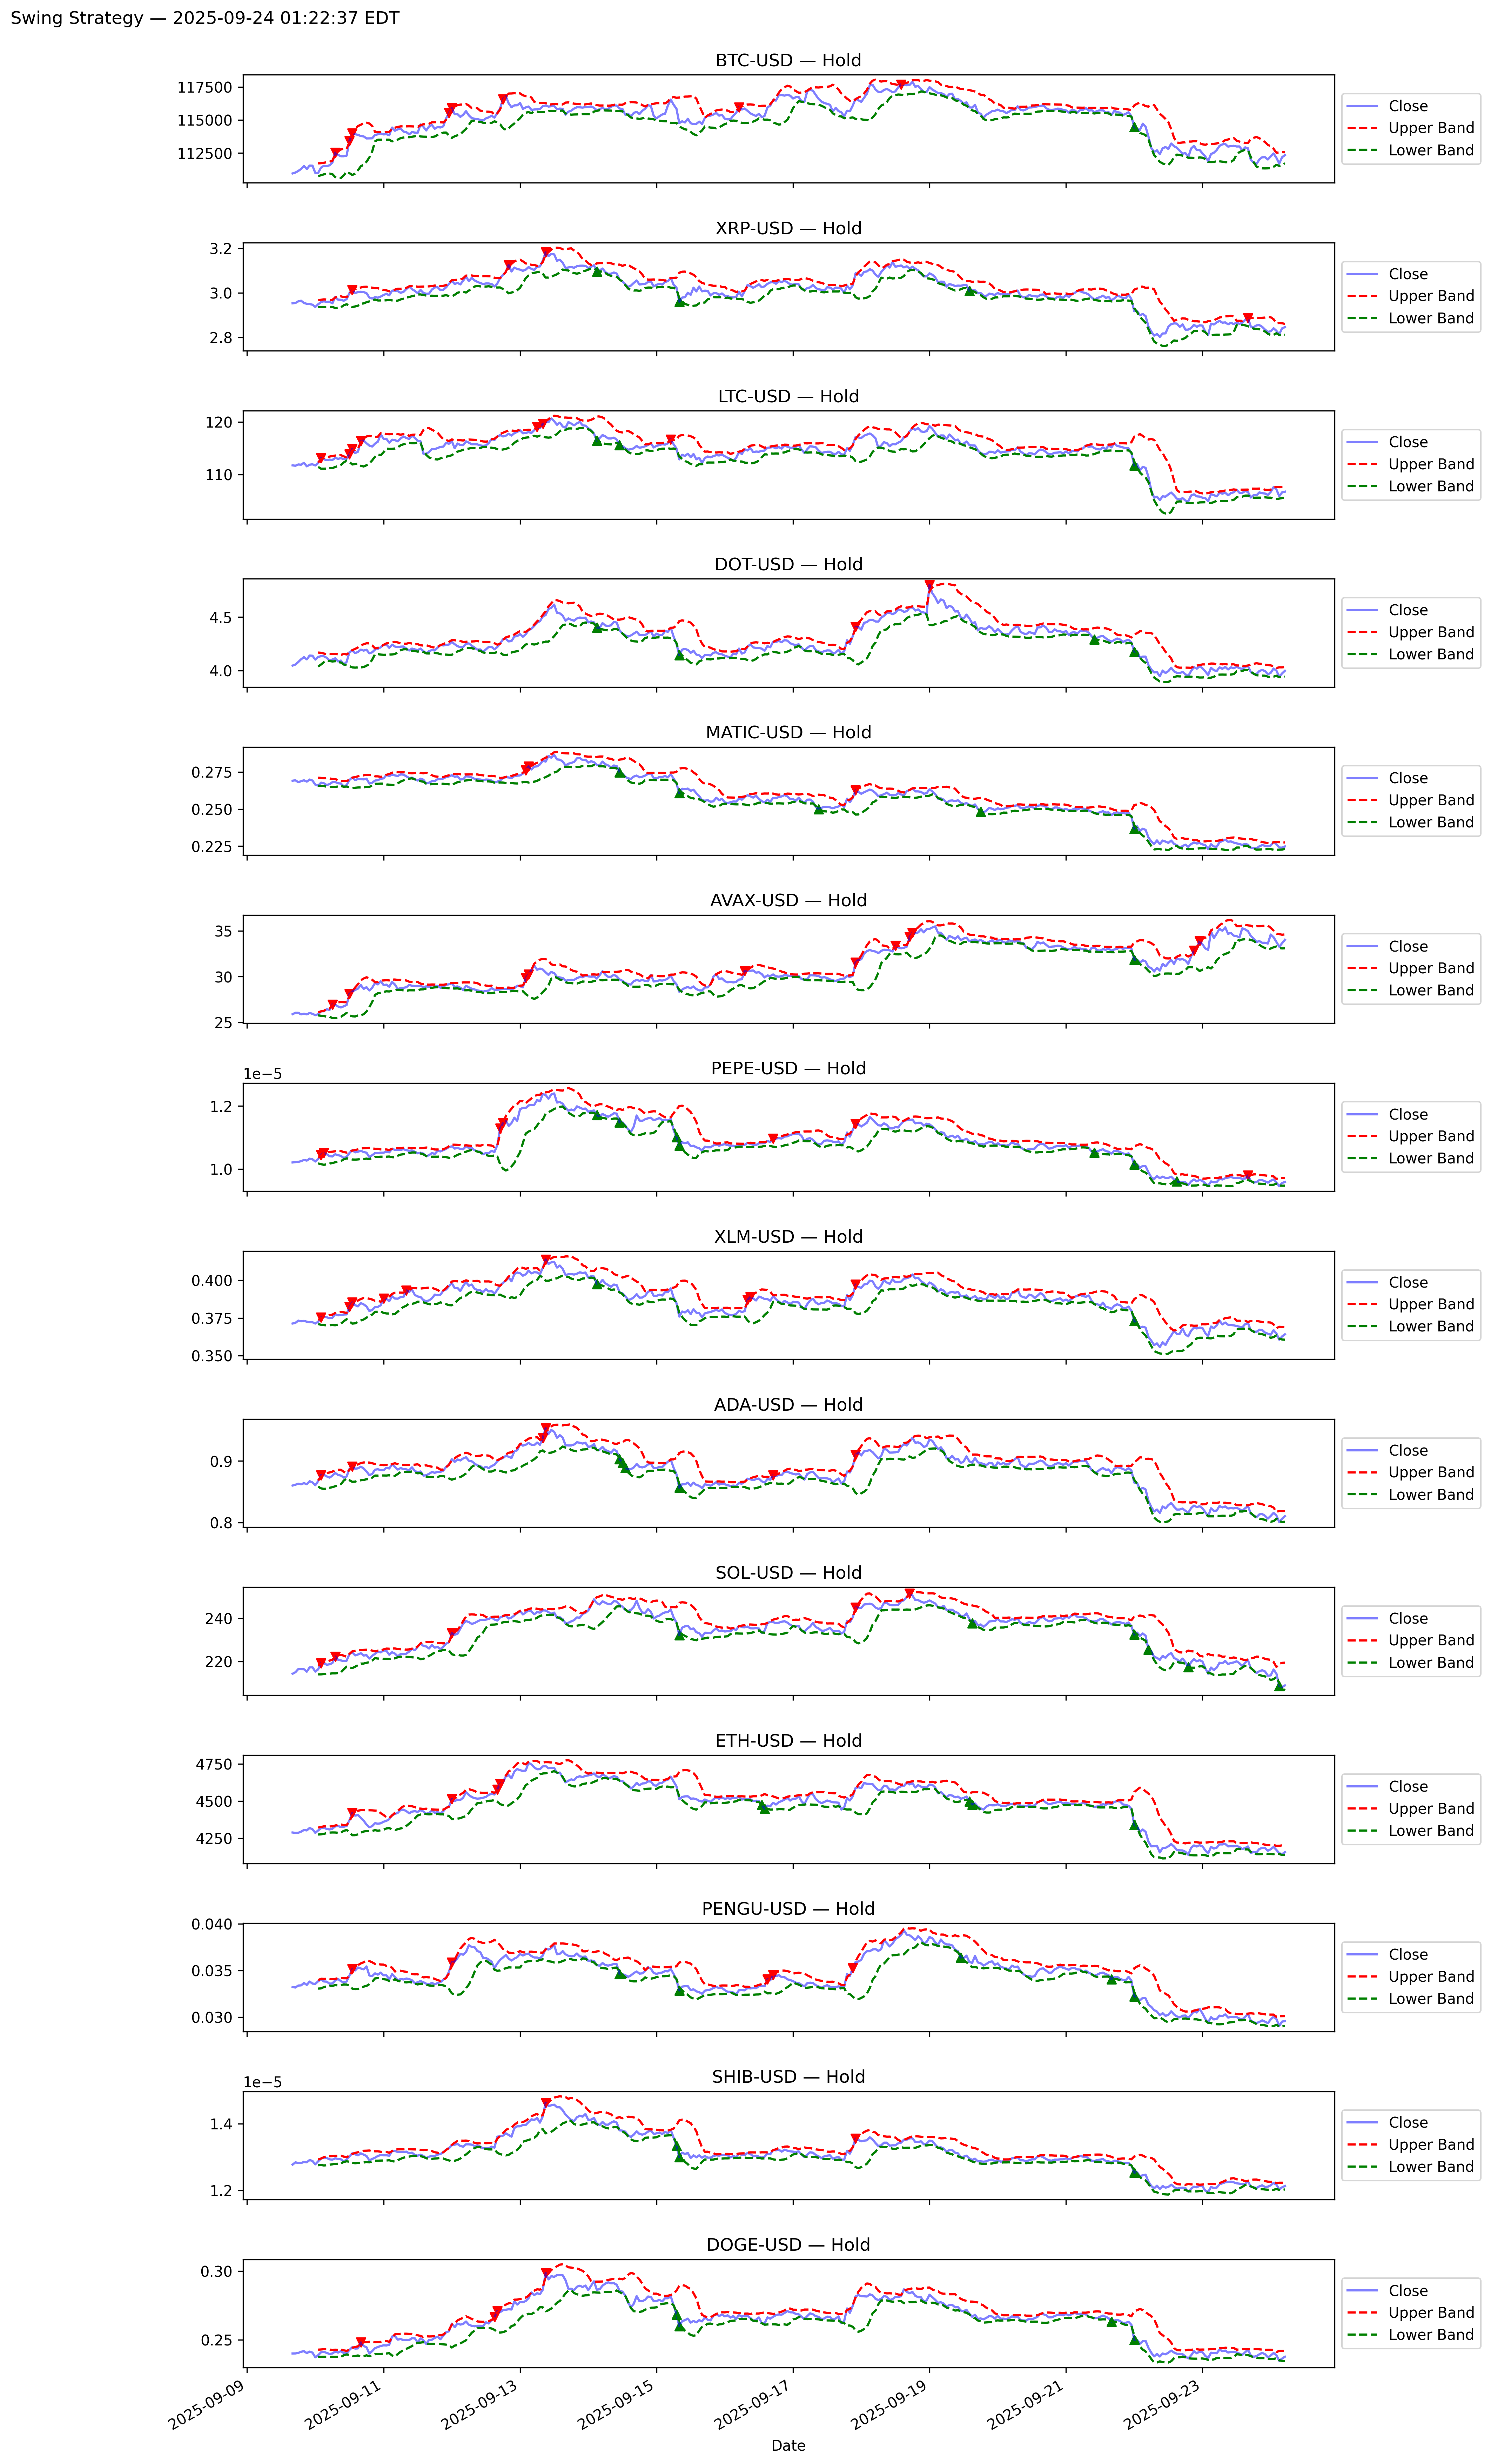 Swing Strategy — 2025-09-24 01:22:37 EDT
BTC-USD — Hold
117500
115000
112500
Close
Upper Band
Lower Band
XRP-USD — Hold
3.2
3.0
2.8
Close
Upper Band
Lower Band
LTC-USD — Hold
120
110
Close
Upper Band
Lower Band
DOT-USD — Hold
4.5
4.0
Close
Upper Band
Lower Band
MATIC-USD — Hold
0.275
0.250
0.225
Close
Upper Band
Lower Band
AVAX-USD — Hold
35
30
25
Close
Upper Band
Lower Band
PEPE-USD — Hold
1e−5
1.2
1.0
Close
Upper Band
Lower Band
XLM-USD — Hold
0.400
0.375
0.350
Close
Upper Band
Lower Band
ADA-USD — Hold
0.9
0.8
Close
Upper Band
Lower Band
SOL-USD — Hold
240
220
Close
Upper Band
Lower Band
ETH-USD — Hold
4750
4500
4250
Close
Upper Band
Lower Band
PENGU-USD — Hold
0.040
0.035
0.030
Close
Upper Band
Lower Band
SHIB-USD — Hold
1e−5
1.4
1.2
Close
Upper Band
Lower Band
DOGE-USD — Hold
0.30
0.25
Close
Upper Band
Lower Band
2025-09-09
2025-09-11
2025-09-13
2025-09-15
2025-09-17
2025-09-19
2025-09-21
2025-09-23
Date